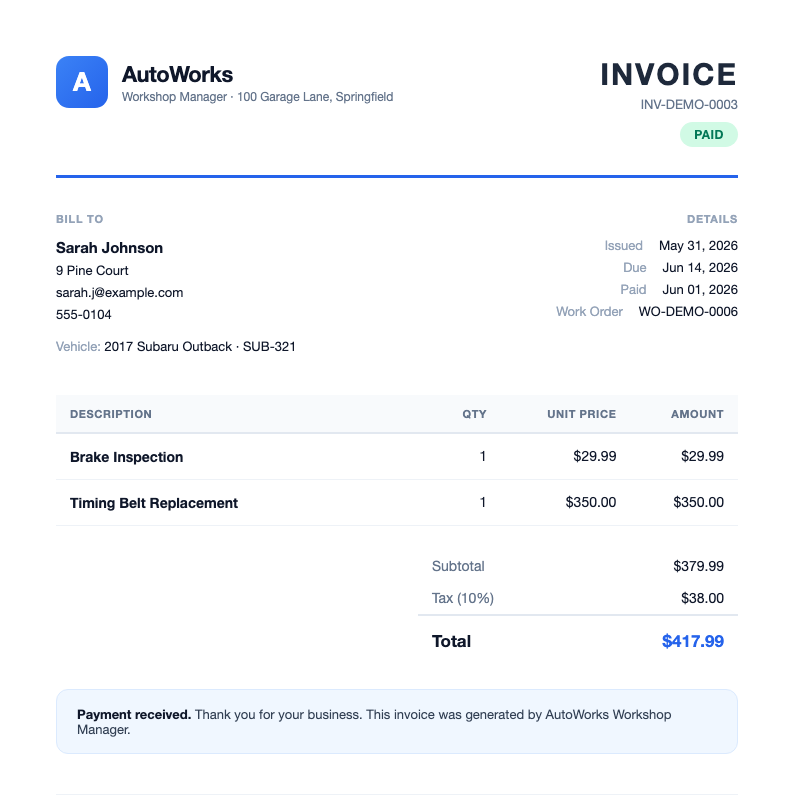 A
AutoWorks
Workshop Manager · 100 Garage Lane, Springfield
INVOICE
INV-DEMO-0003
PAID
BILL TO
Sarah Johnson
9 Pine Court
sarah.j@example.com
555-0104
Vehicle: 2017 Subaru Outback · SUB-321
DETAILS
Issued May 31, 2026
Due Jun 14, 2026
Paid Jun 01, 2026
Work Order WO-DEMO-0006
DESCRIPTION QTY UNIT PRICE AMOUNT
Brake Inspection 1 $29.99 $29.99
Timing Belt Replacement 1 $350.00 $350.00
Subtotal $379.99
Tax (10%) $38.00
Total $417.99
Payment received. Thank you for your business. This invoice was generated by AutoWorks Workshop
Manager.